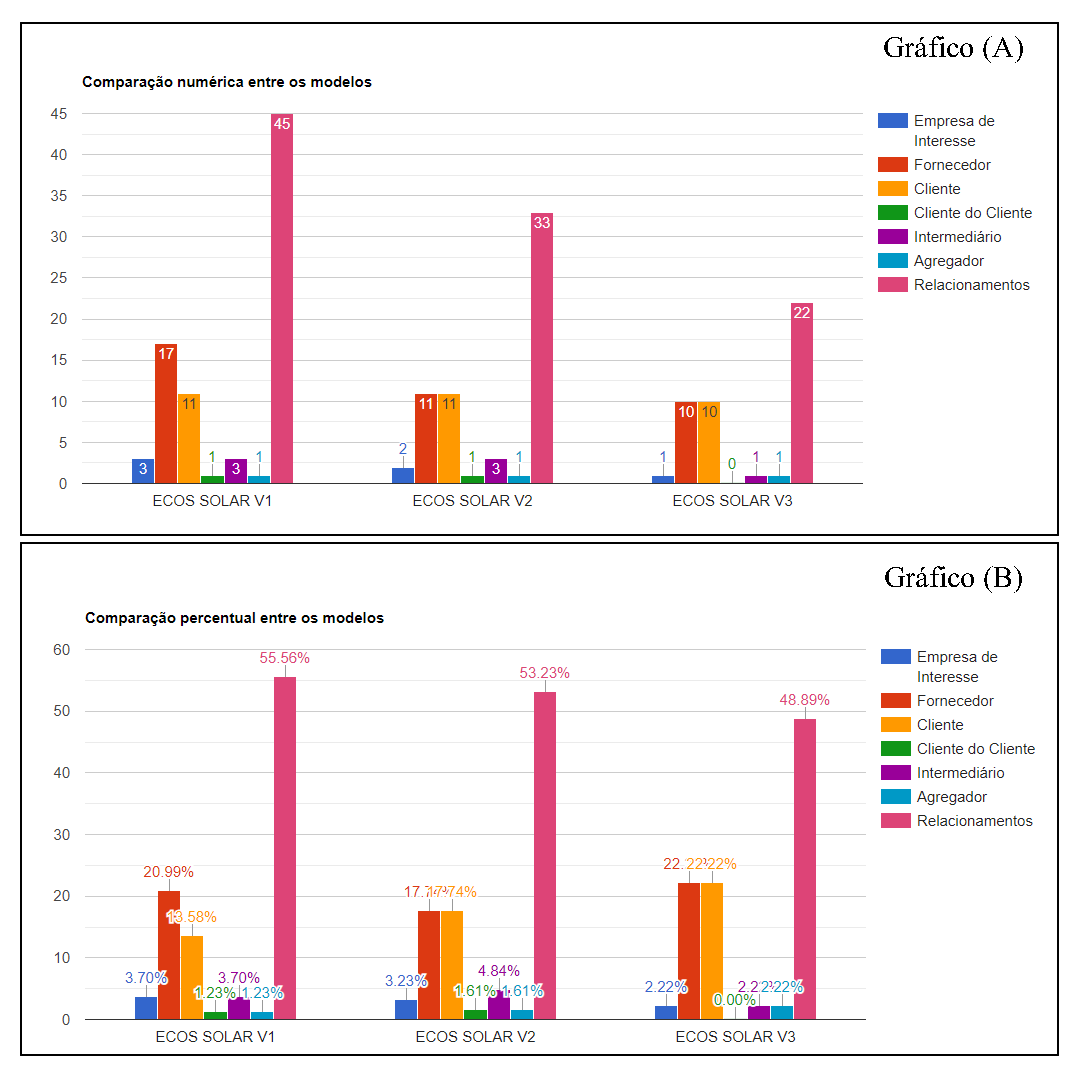 Gráfico (A)
Comparação numérica entre os modelos
45
40
35
30
25
20
15
10
5
0
3
17
11
1
3
1
45
2
11
11
1
3
1
33
1
10
10
0
1
1
22
ECOS SOLAR V1
ECOS SOLAR V2
ECOS SOLAR V3
Empresa de
Interesse
Fornecedor
Cliente
Cliente do Cliente
Intermediário
Agregador
Relacionamentos
Gráfico (B)
Comparação percentual entre os modelos
60
50
40
30
20
10
0
3.70%
20.99%
13.58%
1.23%
3.70%
1.23%
55.56%
3.23%
17.74%
1.61%
4.84%
1.61%
53.23%
2.22%
22.22%
0.00%
2.22%
48.89%
ECOS SOLAR V1
ECOS SOLAR V2
ECOS SOLAR V3
Empresa de
Interesse
Fornecedor
Cliente
Cliente do Cliente
Intermediário
Agregador
Relacionamentos